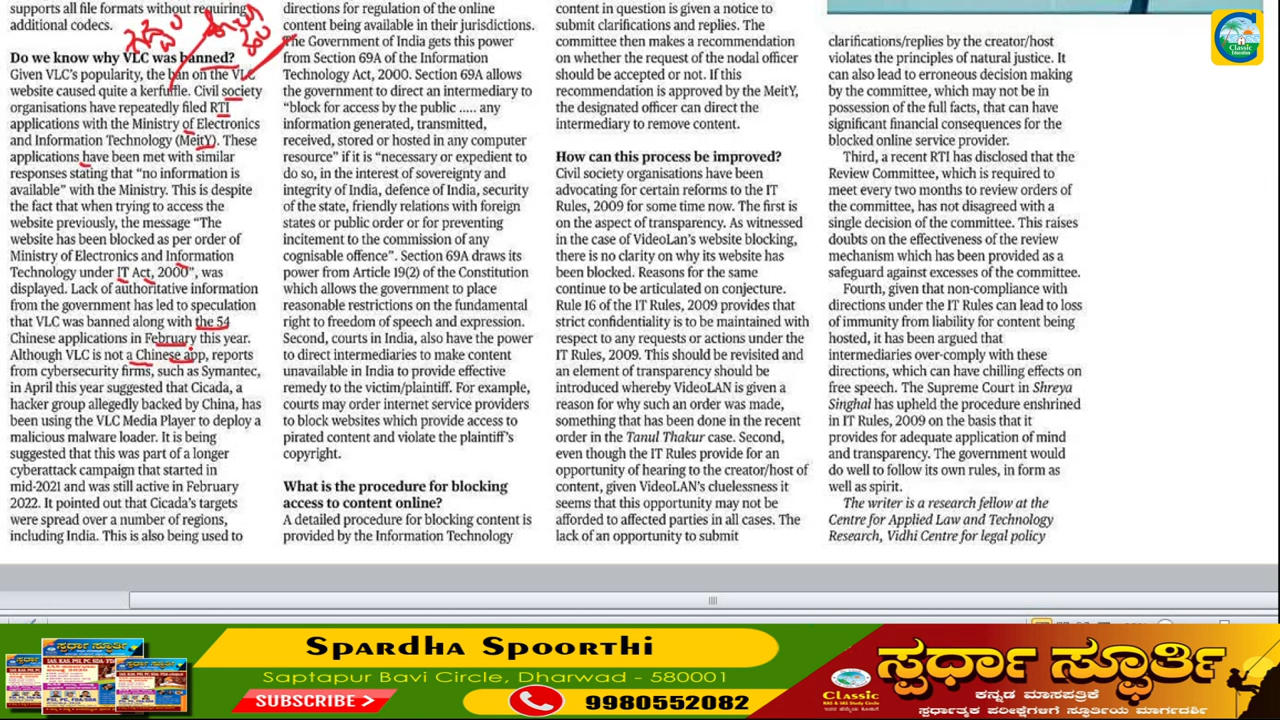 supports all file formats without requiring
additional codecs.
Do we know why VLC was banned?
Given VLC's popularity, the ban on the VLC
website caused quite a kerfuffle. Civil society
organisations have repeatedly filed RTI
applications with the Ministry of Electronics
and Information Technology (MeitY). These
applications have been met with similar
responses stating that “no information is
available” with the Ministry. This is despite
the fact that when trying to access the
website previously, the message “The
website has been blocked as per order of
Ministry of Electronics and Information
Technology under IT Act, 2000”, was
displayed. Lack of authoritative information
from the government has led to speculation
that VLC was banned along with the 54
Chinese applications in February this year.
Although VLC is not a Chinese app, reports
from cybersecurity firms, such as Symantec,
in April this year suggested that Cicada, a
hacker group allegedly backed by China, has
been using the VLC Media Player to deploy a
malicious malware loader. It is being
suggested that this was part of a longer
cyberattack campaign that started in
mid-2021 and was still active in February
2022. It pointed out that Cicada's targets
were spread over a number of regions,
including India. This is also being used to
directions for regulation of the online
content being available in their jurisdictions.
The Government of India gets this power
from Section 69A of the Information
Technology Act, 2000. Section 69A allows
the government to direct an intermediary to
“block for access by the public ..... any
information generated, transmitted,
received, stored or hosted in any computer
resource” if it is “necessary or expedient to
do so, in the interest of sovereignty and
integrity of India, defence of India, security
of the state, friendly relations with foreign
states or public order or for preventing
incitement to the commission of any
cognisable offence”. Section 69A draws its
power from Article 19(2) of the Constitution
which allows the government to place
reasonable restrictions on the fundamental
right to freedom of speech and expression.
Second, courts in India, also have the power
to direct intermediaries to make content
unavailable in India to provide effective
remedy to the victim/plaintiff. For example,
courts may order internet service providers
to block websites which provide access to
pirated content and violate the plaintiff's
copyright.
What is the procedure for blocking
access to content online?
A detailed procedure for blocking content is
provided by the Information Technology
content in question is given a notice to
submit clarifications and replies. The
committee then makes a recommendation
on whether the request of the nodal officer
should be accepted or not. If this
recommendation is approved by the MeitY,
the designated officer can direct the
intermediary to remove content.
How can this process be improved?
Civil society organisations have been
advocating for certain reforms to the IT
Rules, 2009 for some time now. The first is
on the aspect of transparency. As witnessed
in the case of VideoLan's website blocking,
there is no clarity on why its website has
been blocked. Reasons for the same
continue to be articulated on conjecture.
Rule 16 of the IT Rules, 2009 provides that
strict confidentiality is to be maintained with
respect to any requests or actions under the
IT Rules, 2009. This should be revisited and
an element of transparency should be
introduced whereby VideoLAN is given a
reason for why such an order was made,
something that has been done in the recent
order in the Tanul Thakur case. Second,
even though the IT Rules provide for an
opportunity of hearing to the creator/host of
content, given VideoLAN's cluelessness it
seems that this opportunity may not be
afforded to affected parties in all cases. The
lack of an opportunity to submit
clarifications/replies by the creator/host
violates the principles of natural justice. It
can also lead to erroneous decision making
by the committee, which may not be in
possession of the full facts, that can have
significant financial consequences for the
blocked online service provider.
Third, a recent RTI has disclosed that the
Review Committee, which is required to
meet every two months to review orders of
the committee, has not disagreed with a
single decision of the committee. This raises
doubts on the effectiveness of the review
mechanism which has been provided as a
safeguard against excesses of the committee.
Fourth, given that non-compliance with
directions under the IT Rules can lead to loss
of immunity from liability for content being
hosted, it has been argued that
intermediaries over-comply with these
directions, which can have chilling effects on
free speech. The Supreme Court in Shreya
Singhal has upheld the procedure enshrined
in IT Rules, 2009 on the basis that it
provides for adequate application of mind
and transparency. The government would
do well to follow its own rules, in form as
well as spirit.
The writer is a research fellow at the
Centre for Applied Law and Technology
Research, Vidhi Centre for legal policy
Classic
Education
Spardha Spoorthi
Saptapur Bavi Circle, Dharwad - 580001
SUBSCRIBE >
9980552082
Classic
ಸ್ಪರ್ಧಾ ಸ್ಫೂರ್ತಿ
ಕನ್ನಡ ಮಾಸಪತ್ರಿಕೆ
ಸ್ಪರ್ಧಾತ್ಮಕ ಪರೀಕ್ಷೆಗಳಿಗೆ ಸ್ಫೂರ್ತಿಯ ಮಾರ್ಗದರ್ಶಿ